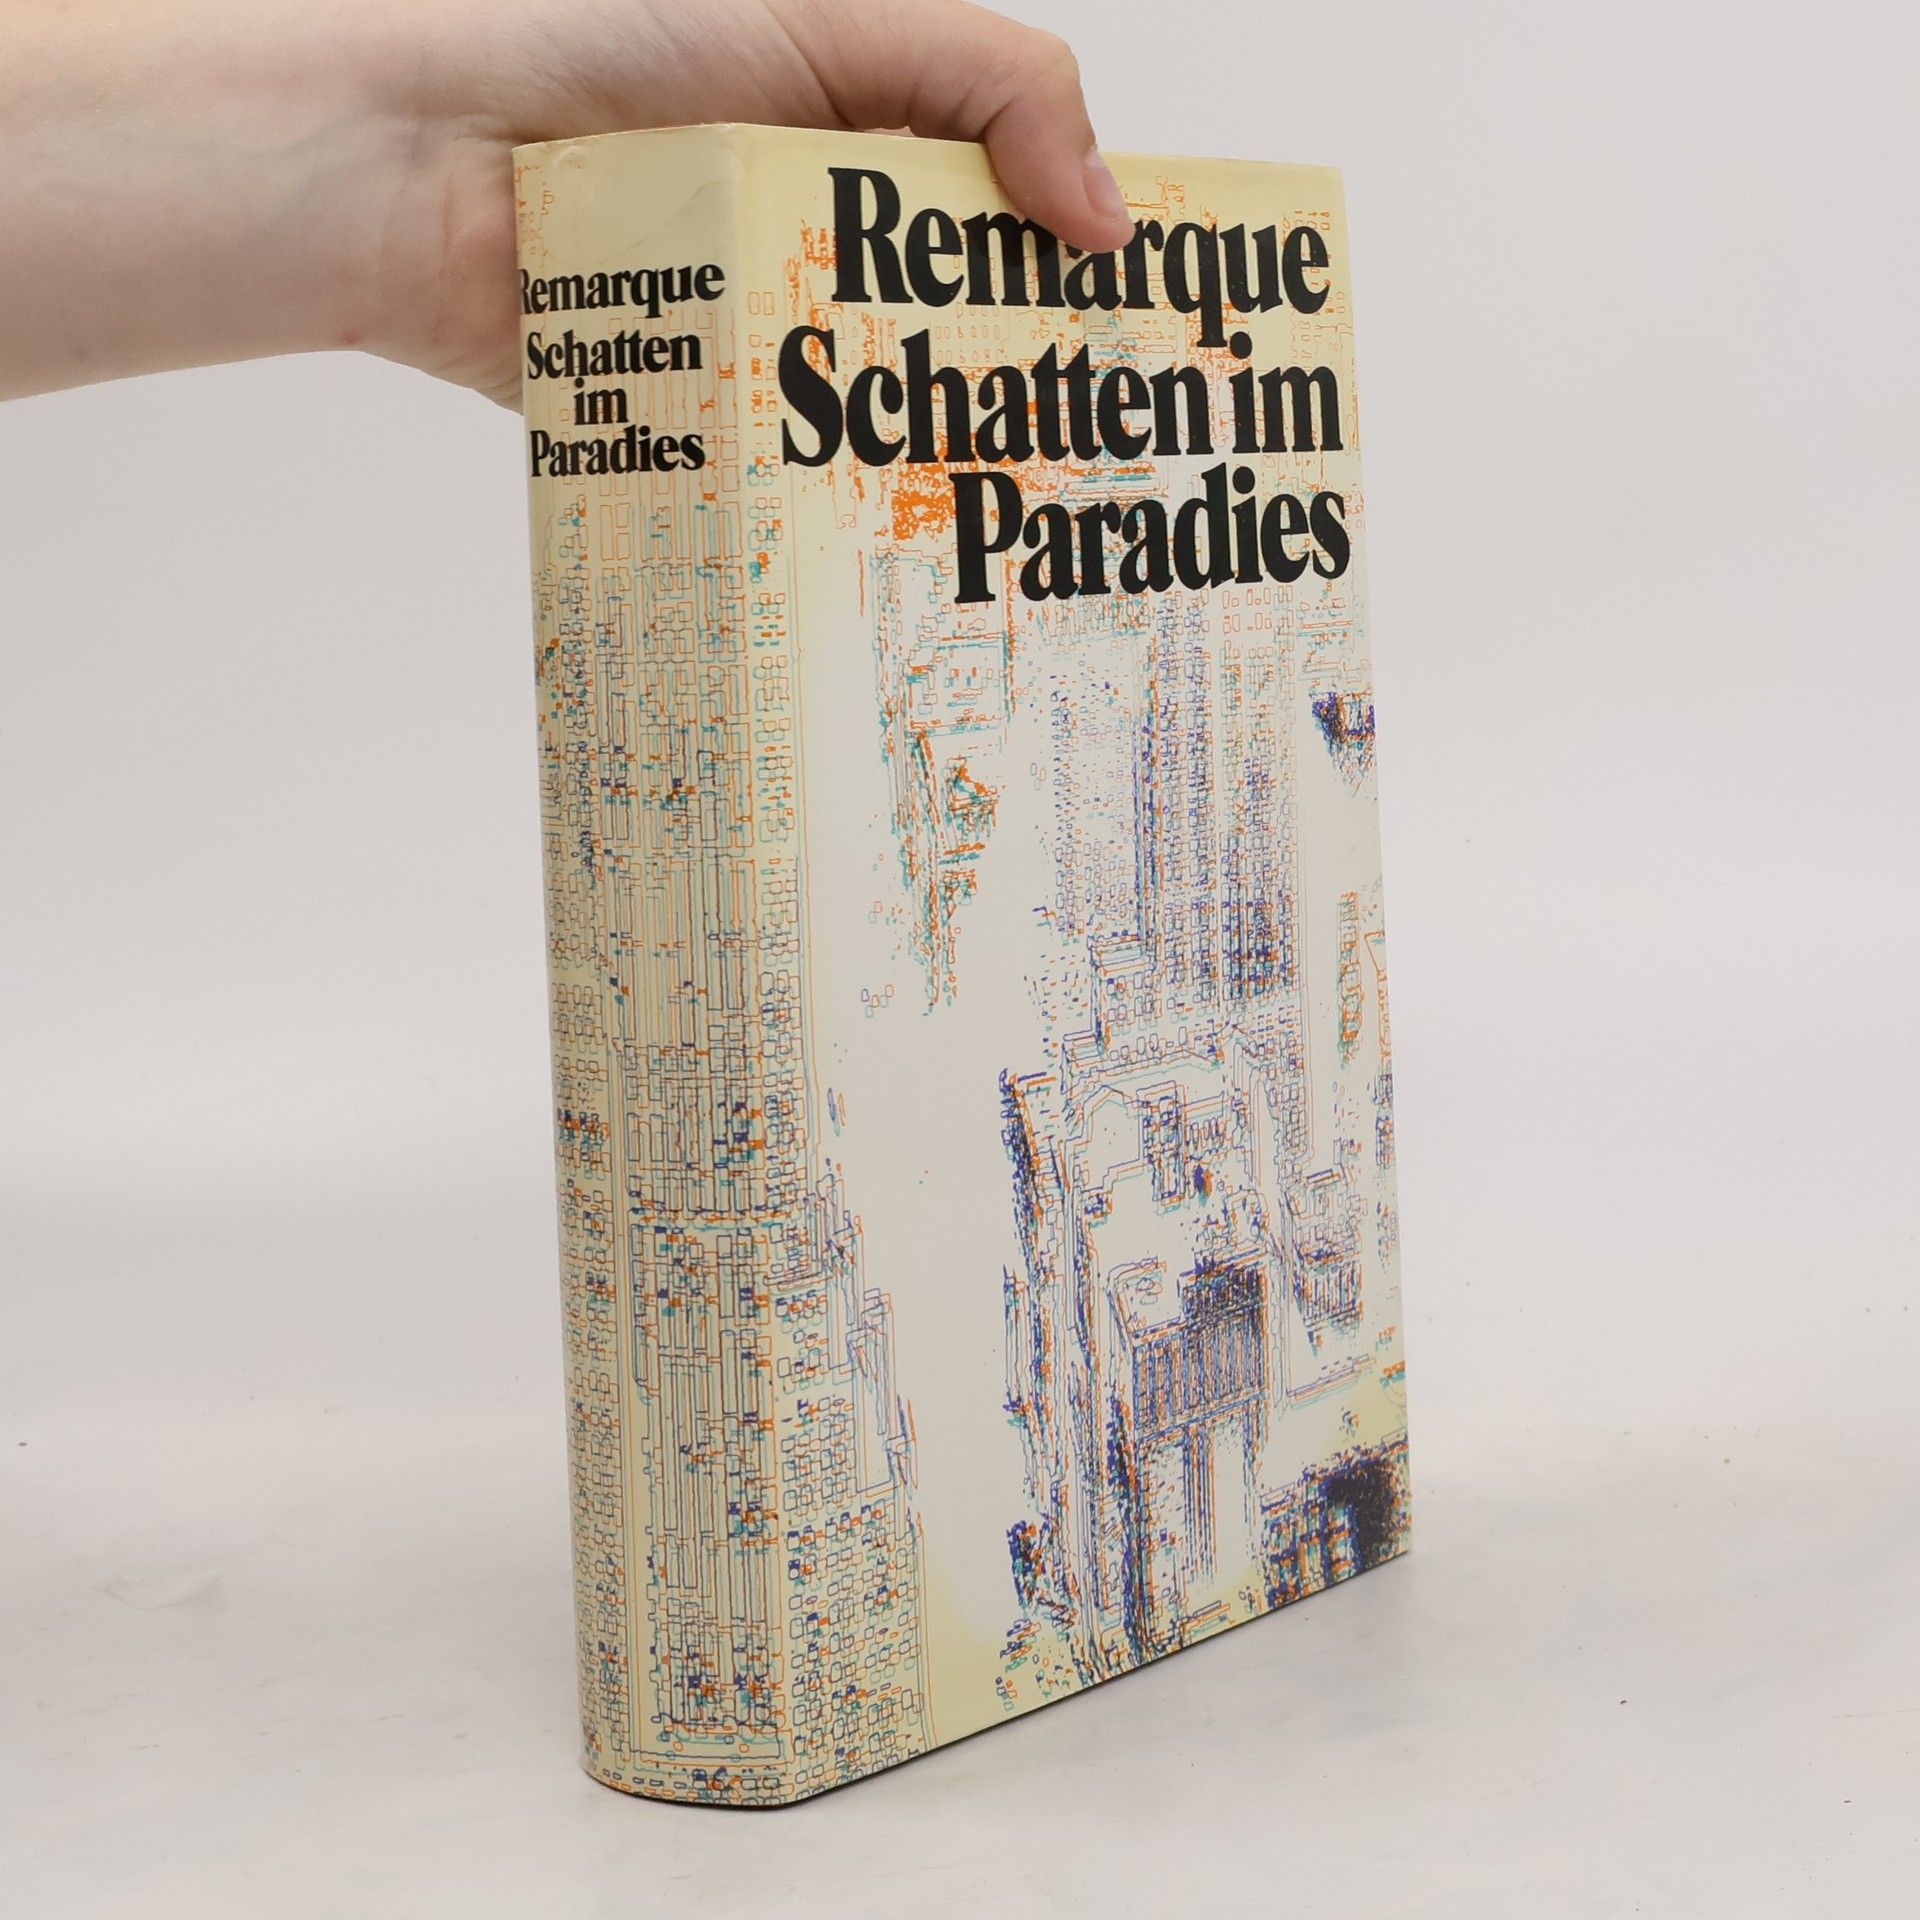 Remarque
Schatten
im
Paradies
Remarque
Schatten im
Paradies